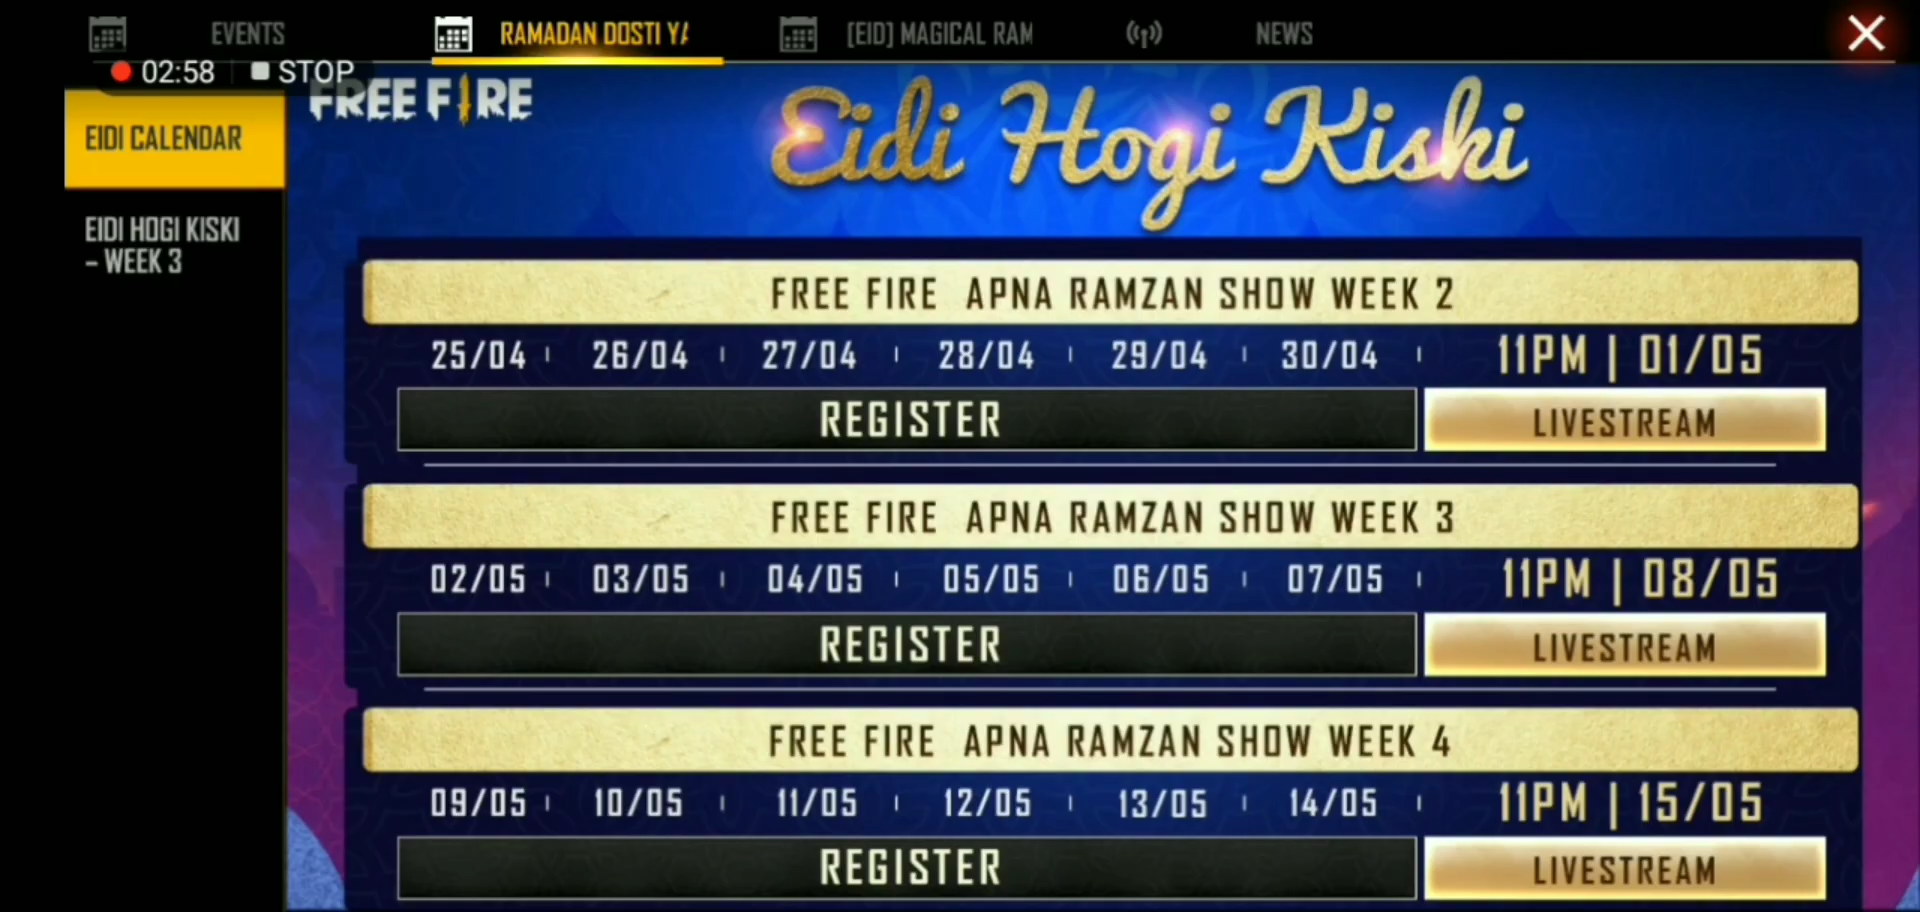 EVENTS
RAMADAN DOSTI YA
[EID] MAGICAL RAM
NEWS
02:58
STOP
FREE FIRE
EIDI CALENDAR
EIDI HOGI KISKI
– WEEK 3
Eidi Hogi Kiski
FREE FIRE APNA RAMZAN SHOW WEEK 2
25/04 26/04 27/04 28/04 29/04 30/04 11PM | 01/05
REGISTER LIVESTREAM
FREE FIRE APNA RAMZAN SHOW WEEK 3
02/05 03/05 04/05 05/05 06/05 07/05 11PM | 08/05
REGISTER LIVESTREAM
FREE FIRE APNA RAMZAN SHOW WEEK 4
09/05 10/05 11/05 12/05 13/05 14/05 11PM | 15/05
REGISTER LIVESTREAM